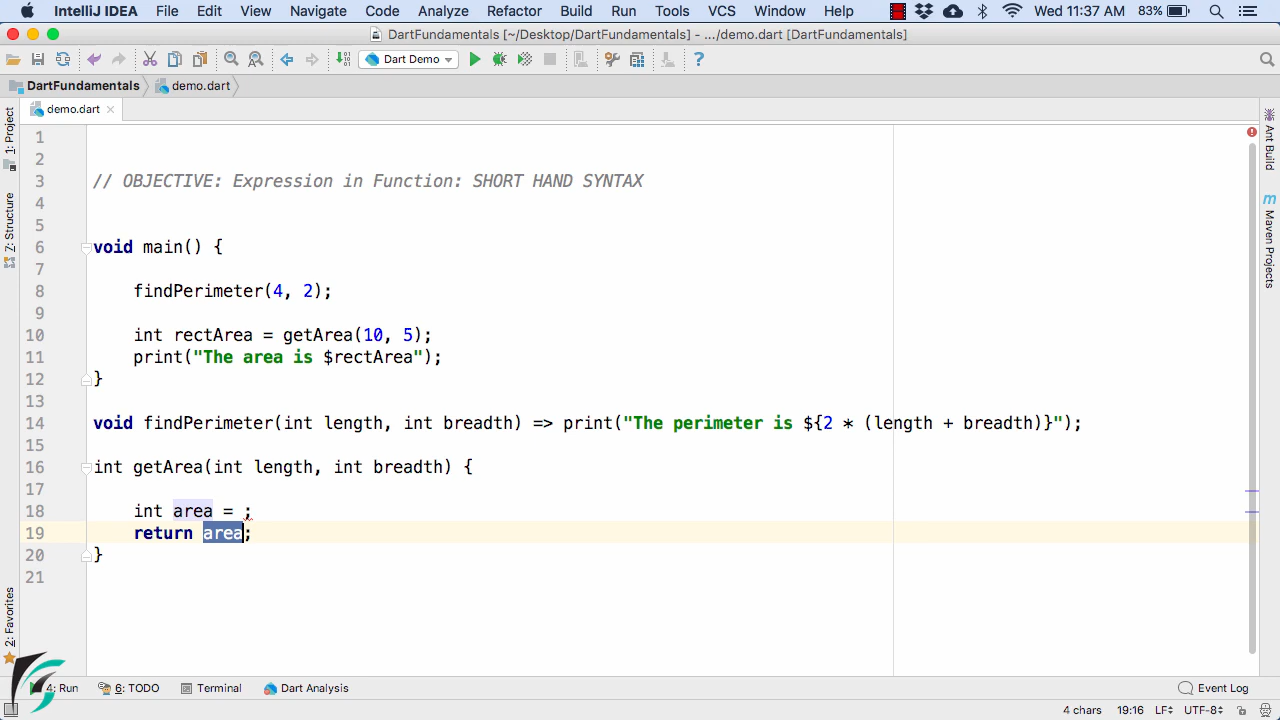 IntelliJ IDEA File Edit View Navigate Code Analyze Refactor Build Run Tools VCS Window Help Wed 11:37 AM 83%
DartFundamentals [~/Desktop/DartFundamentals] - .../demo.dart [DartFundamentals]
Dart Demo
DartFundamentals demo.dart
demo.dart
1: Project
7: Structure
2: Favorites
Ant Build
m Maven Projects
1
2
3 // OBJECTIVE: Expression in Function: SHORT HAND SYNTAX
4
5
6 void main() {
7
8 findPerimeter(4, 2);
9
10 int rectArea = getArea(10, 5);
11 print("The area is $rectArea");
12 }
13
14 void findPerimeter(int length, int breadth) => print("The perimeter is ${2 * (length + breadth)}");
15
16 int getArea(int length, int breadth) {
17
18 int area = ;
19 return area;
20 }
21
4: Run 6: TODO Terminal Dart Analysis Event Log
4 chars 19:16 LF UTF-8